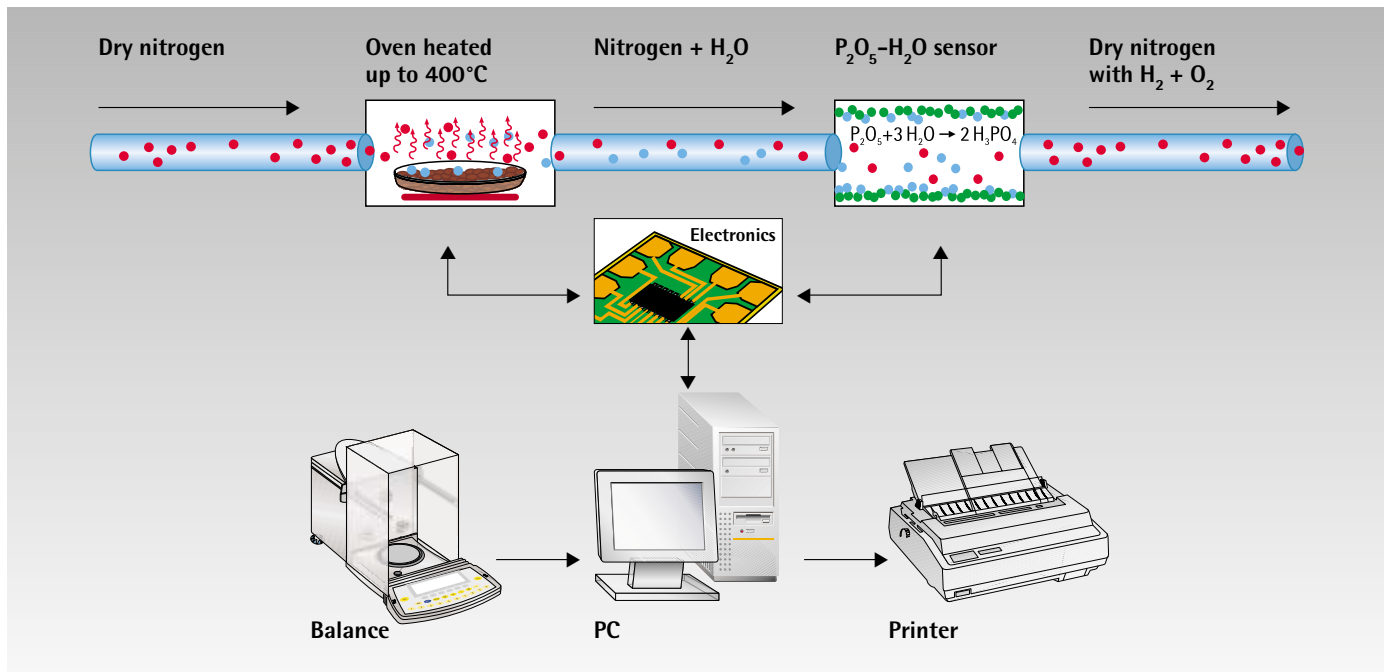 Dry nitrogen
Oven heated
up to 400°C
Nitrogen + H₂O
P₂O₅-H₂O sensor
Dry nitrogen
with H₂ + O₂
P₂O₅+3 H₂O → 2 H₃PO₄
Electronics
Balance
PC
Printer